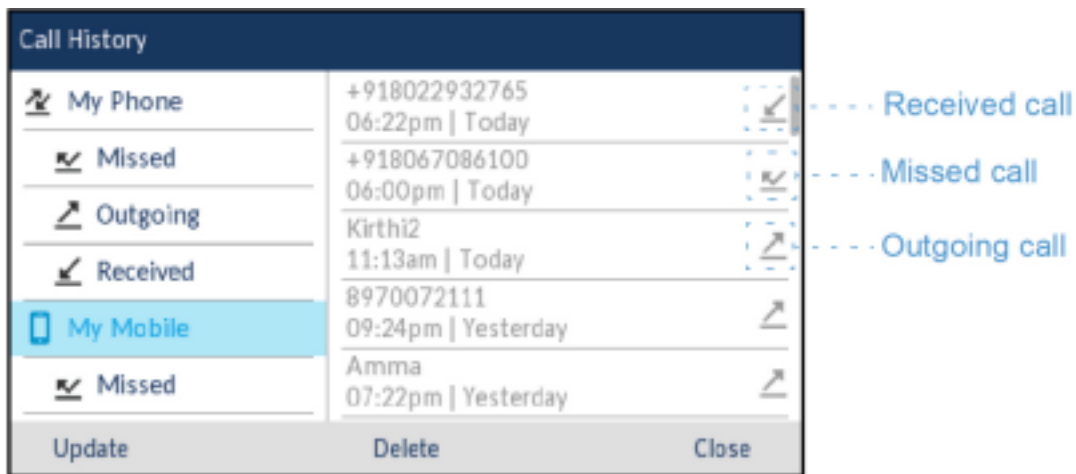 Call History
My Phone
Missed
Outgoing
Received
My Mobile
Missed
+918022932765
06:22pm | Today
+918067086100
06:00pm | Today
Kirthi2
11:13am | Today
8970072111
09:24pm | Yesterday
Amma
07:22pm | Yesterday
Received call
Missed call
Outgoing call
Update Delete Close